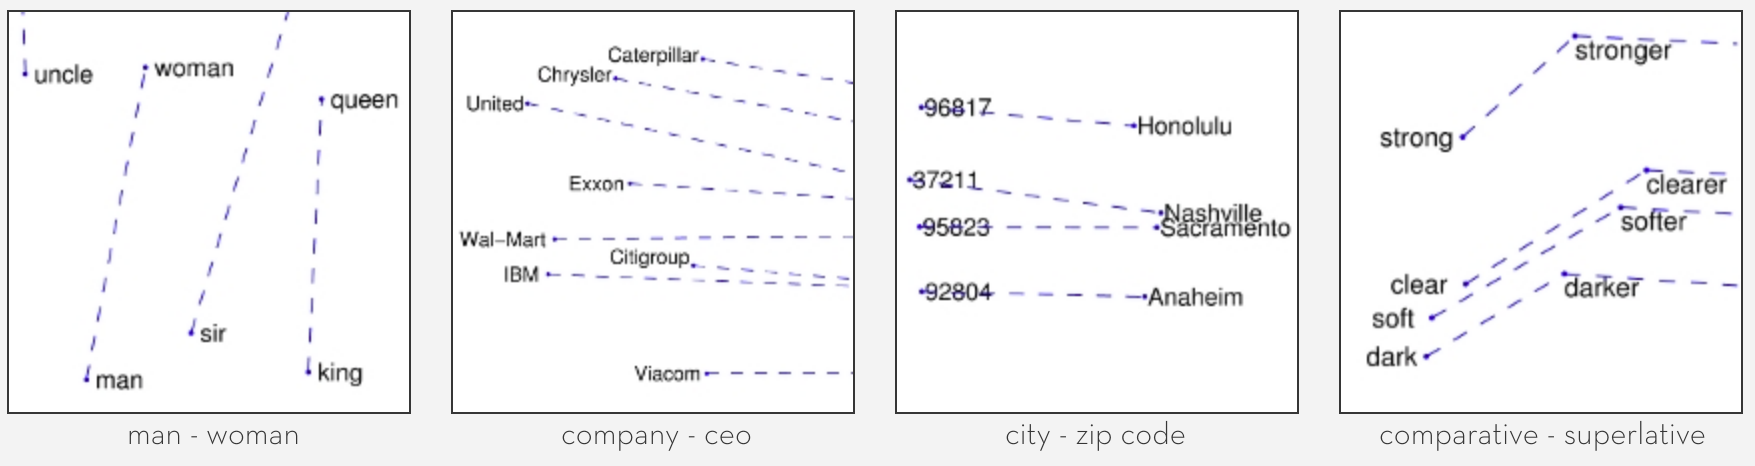 uncle
woman
queen
sir
man
king
man - woman
Caterpillar
Chrysler
United
Exxon
Wal-Mart
Citigroup
IBM
Viacom
company - ceo
96817
Honolulu
37211
Nashville
95823
Sacramento
92804
Anaheim
city - zip code
stronger
strong
clearer
softer
clear
darker
soft
dark
comparative - superlative